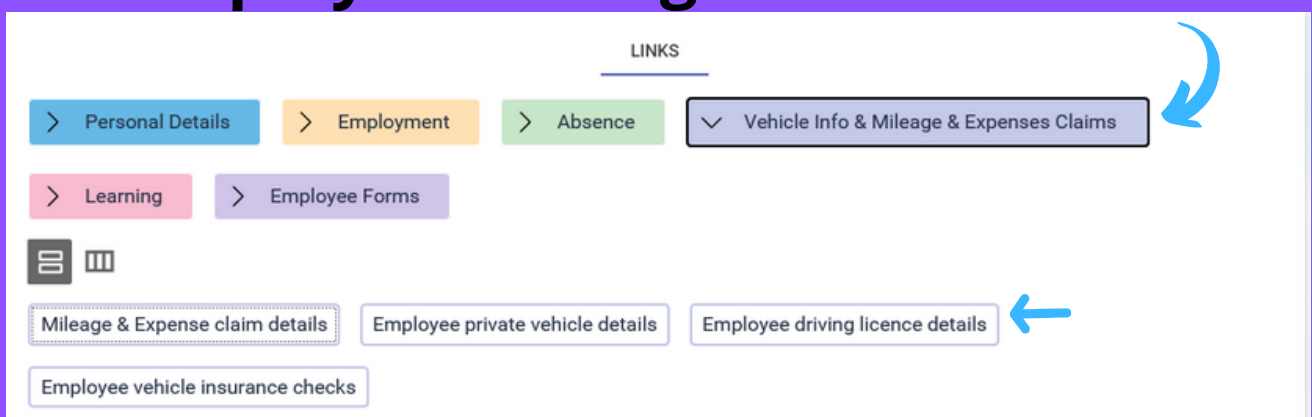 LINKS
Personal Details Employment Absence Vehicle Info & Mileage & Expenses Claims
Learning Employee Forms
Mileage & Expense claim details Employee private vehicle details Employee driving licence details
Employee vehicle insurance checks